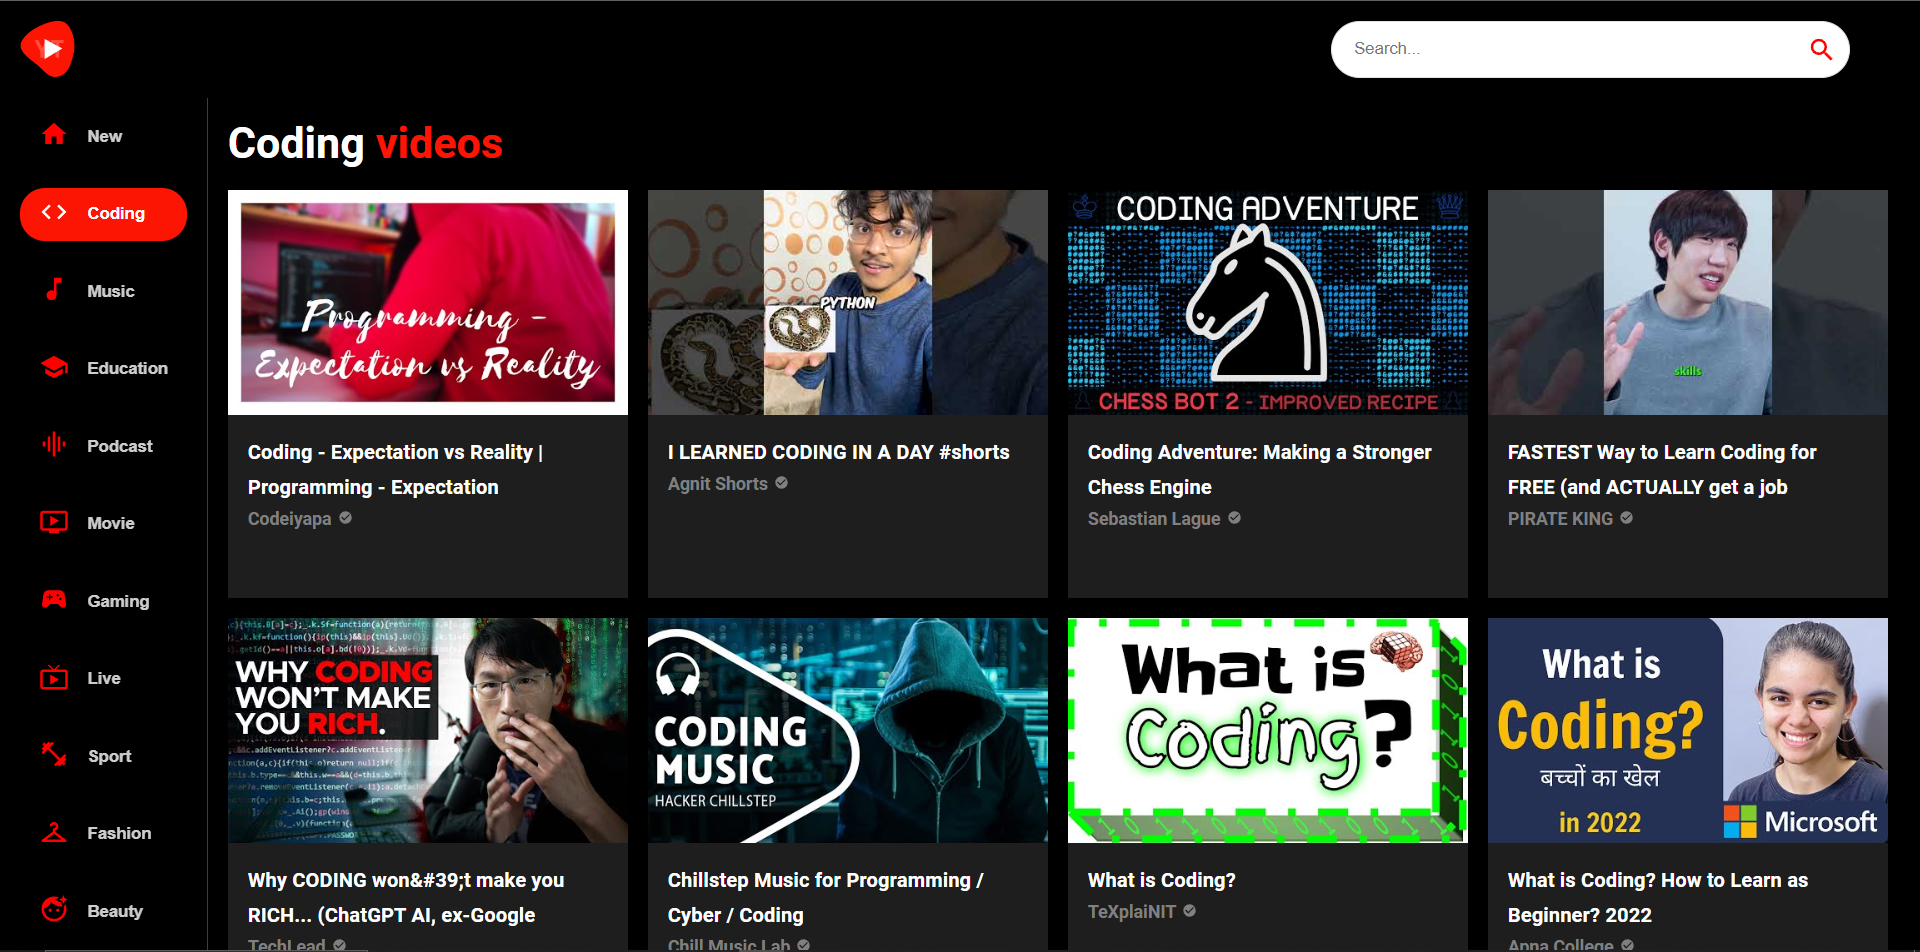 YT
Search...
New
Coding
Music
Education
Podcast
Movie
Gaming
Live
Sport
Fashion
Beauty
Coding videos
Programming -
Expectation vs Reality
PYTHON
CODING ADVENTURE
CHESS BOT 2 - IMPROVED RECIPE
skills
Coding - Expectation vs Reality |
Programming - Expectation
Codeiyapa
I LEARNED CODING IN A DAY #shorts
Agnit Shorts
Coding Adventure: Making a Stronger
Chess Engine
Sebastian Lague
FASTEST Way to Learn Coding for
FREE (and ACTUALLY get a job
PIRATE KING
WHY CODING
WON'T MAKE
YOU RICH.
CODING
MUSIC
HACKER CHILLSTEP
What is
Coding?
What is
Coding?
बच्चों का खेल
in 2022
Microsoft
Why CODING won&#39;t make you
RICH... (ChatGPT AI, ex-Google
TechLead
Chillstep Music for Programming /
Cyber / Coding
Chill Music Lab
What is Coding?
TeXplaiNIT
What is Coding? How to Learn as
Beginner? 2022
Apna College